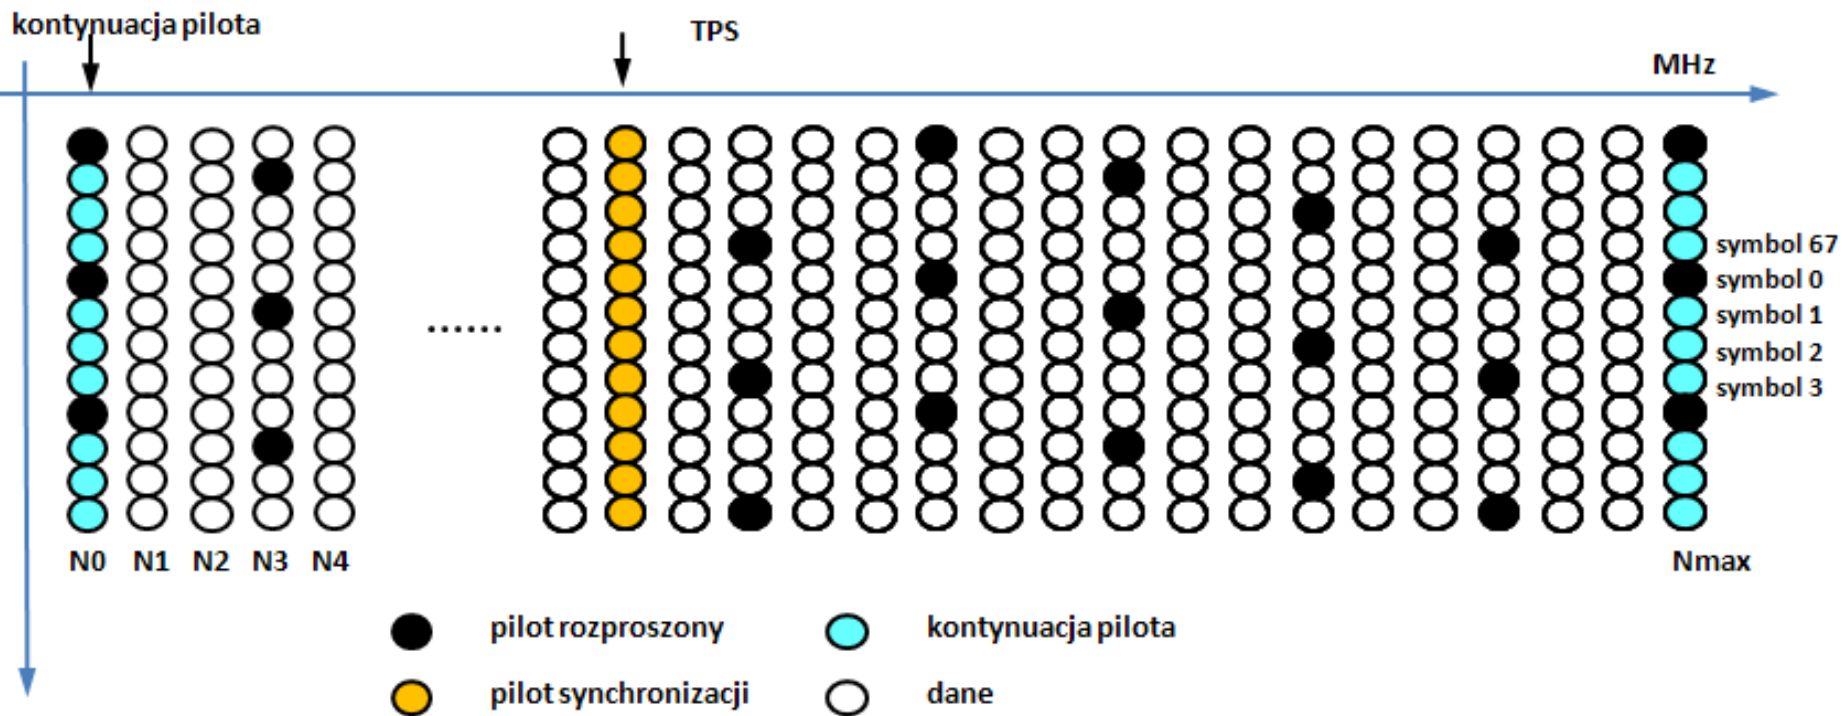 kontynuacja pilota
TPS
MHz
symbol 67
symbol 0
symbol 1
symbol 2
symbol 3
N0 N1 N2 N3 N4 Nmax
pilot rozproszony kontynuacja pilota
pilot synchronizacji dane